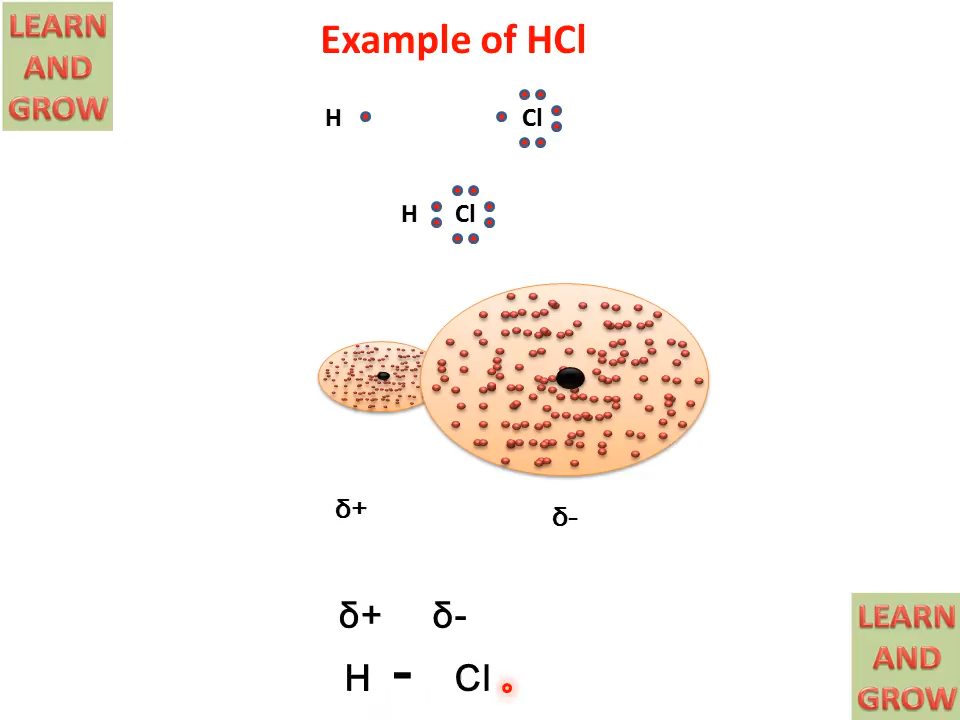 LEARN
AND
GROW
Example of HCl
H Cl
H Cl
δ+ δ-
δ+ δ-
H - Cl
LEARN
AND
GROW